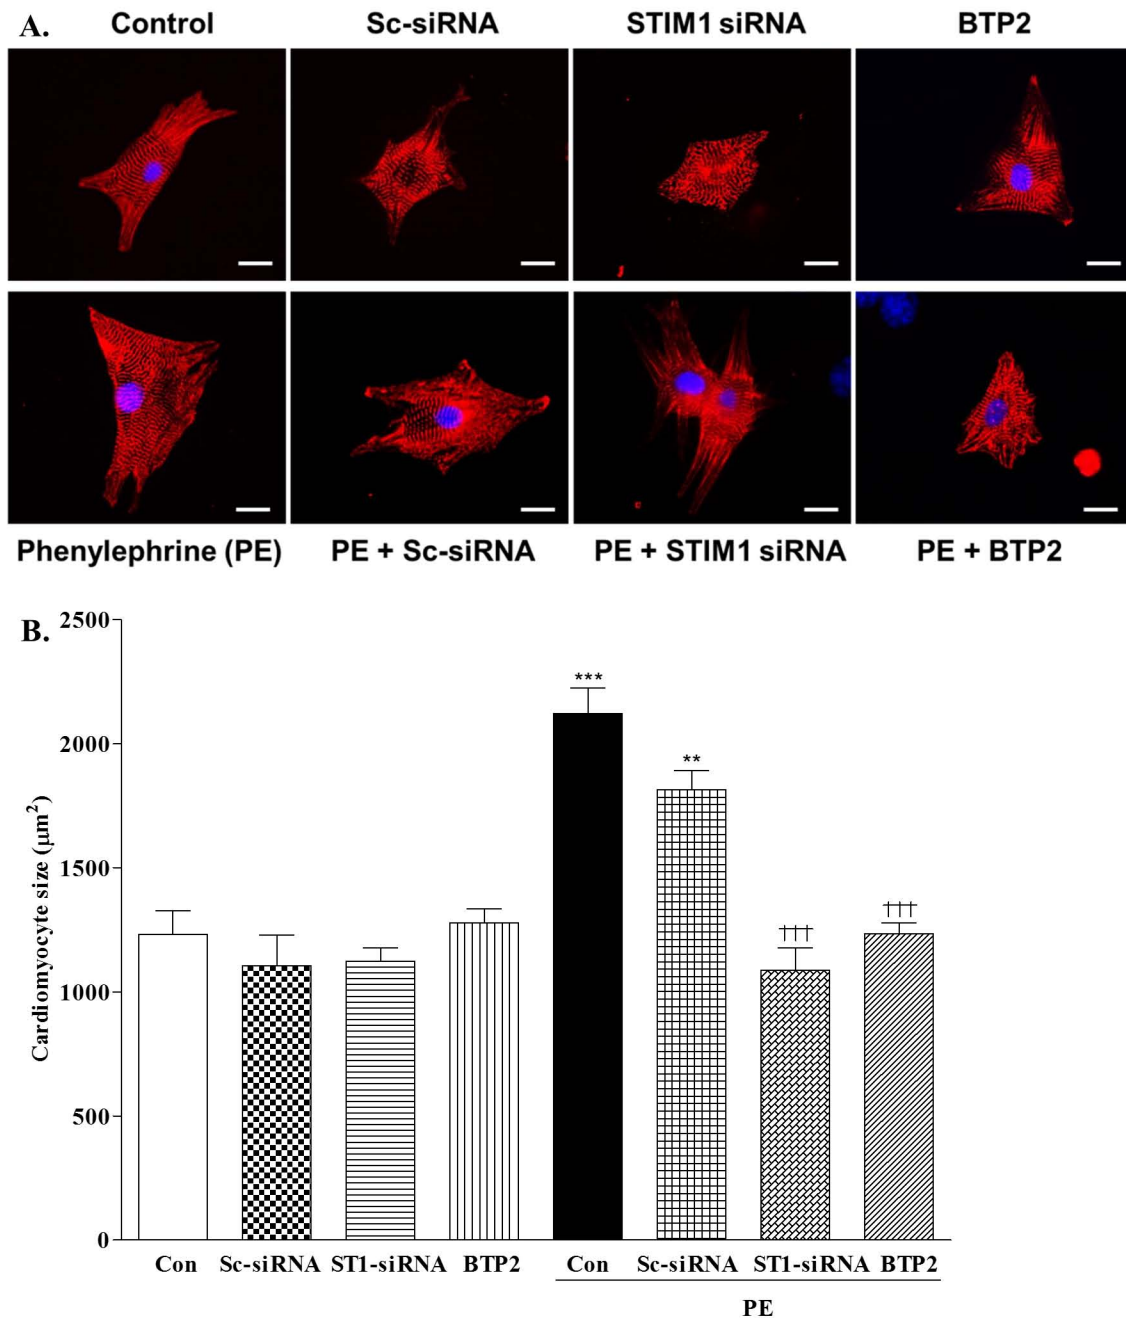 A.
Control Sc-siRNA STIM1 siRNA BTP2
Phenylephrine (PE) PE + Sc-siRNA PE + STIM1 siRNA PE + BTP2
B.
Cardiomyocyte size (μm²)
2500
2000
1500
1000
500
0
***
**
†††
†††
Con Sc-siRNA ST1-siRNA BTP2 Con Sc-siRNA ST1-siRNA BTP2
PE